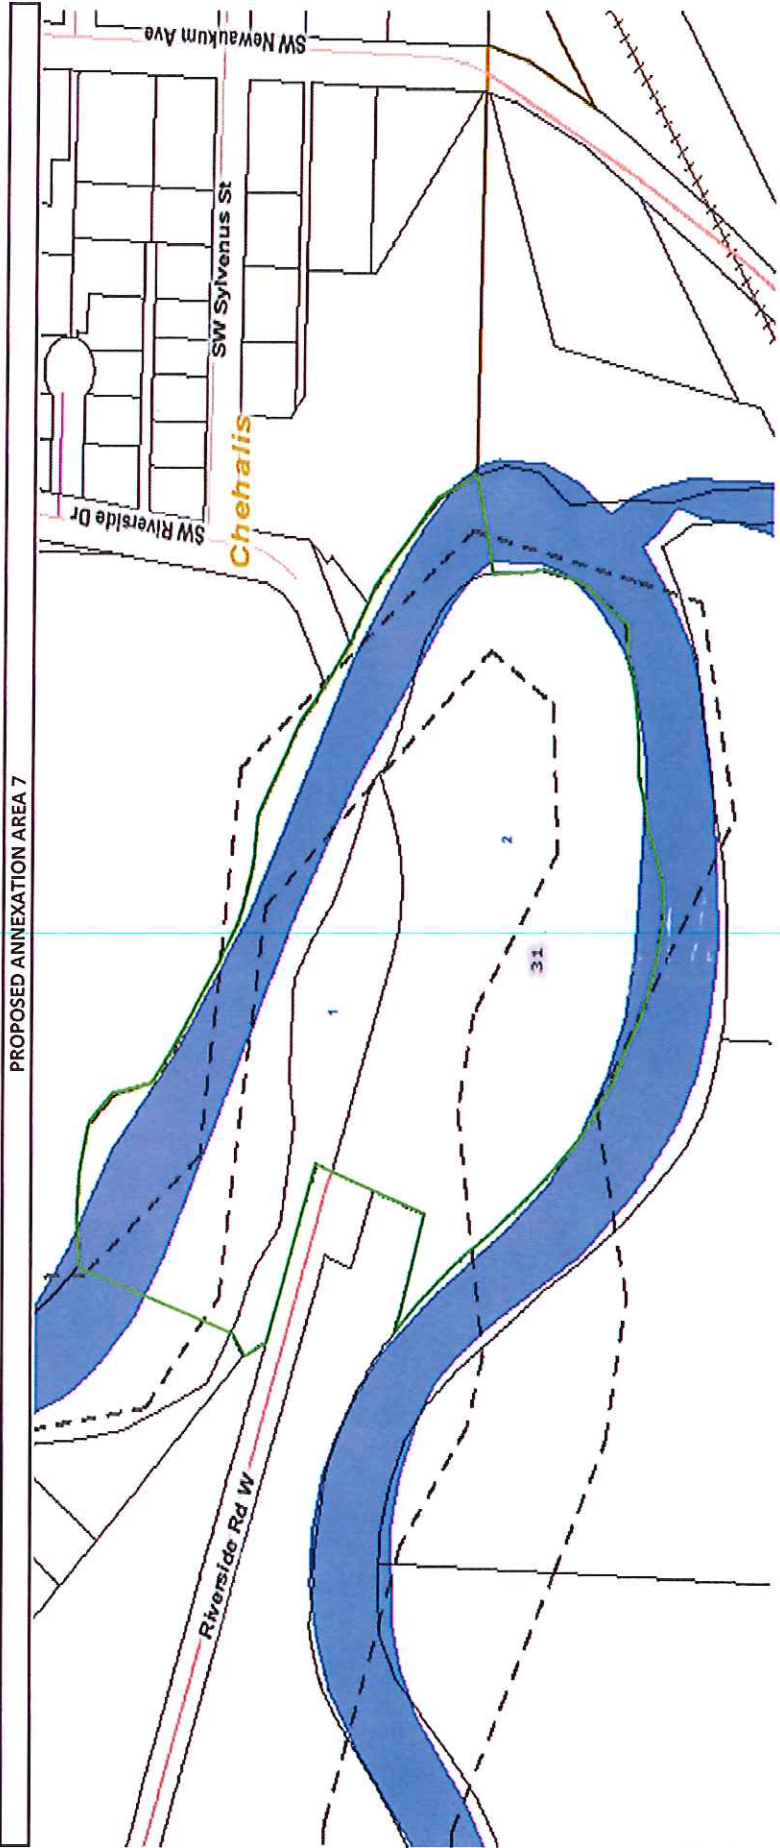 PROPOSED ANNEXATION AREA 7
SW Newaukum Ave
SW Sylvenus St
Chehalis
SW Riverside Dr
2
31
1
Riverside Rd W